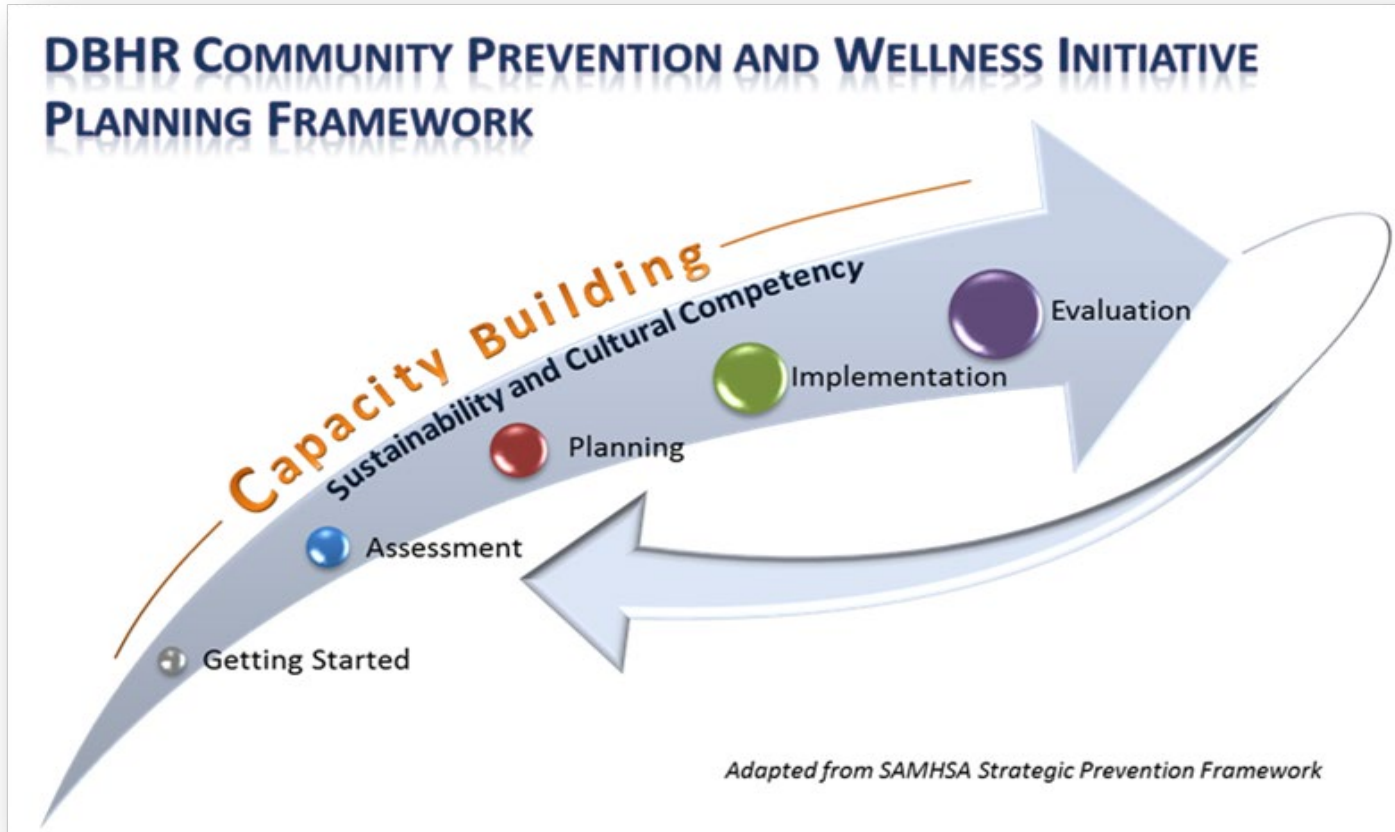 DBHR COMMUNITY PREVENTION AND WELLNESS INITIATIVE
PLANNING FRAMEWORK
Capacity Building
Sustainability and Cultural Competency
Evaluation
Implementation
Planning
Assessment
Getting Started
Adapted from SAMHSA Strategic Prevention Framework